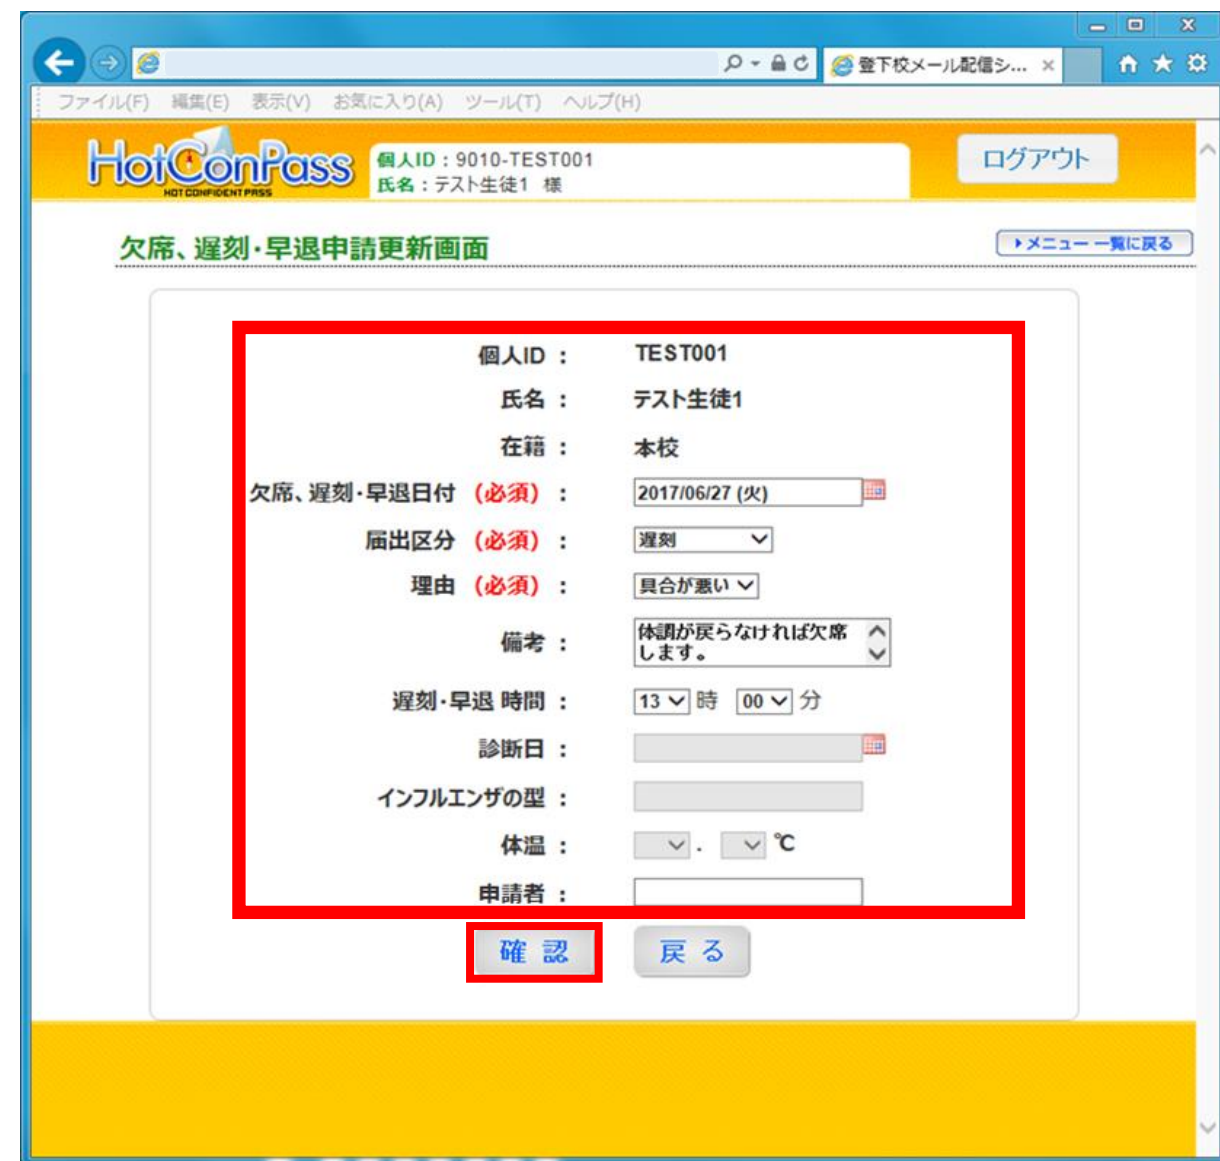 登下校メール配信シ...
ファイル(F) 編集(E) 表示(V) お気に入り(A) ツール(T) ヘルプ(H)
HotConPass
HOT CONFIDENT PASS
個人ID：9010-TEST001
氏名：テスト生徒1 様
ログアウト
欠席、遅刻・早退申請更新画面
メニュー 一覧に戻る
個人ID ： TEST001
氏名 ： テスト生徒1
在籍 ： 本校
欠席、遅刻・早退日付 (必須) ： 2017/06/27 (火)
届出区分 (必須) ： 遅刻
理由 (必須) ： 具合が悪い
備考 ： 体調が戻らなければ欠席
します。
遅刻・早退 時間 ： 13 時 00 分
診断日 ：
インフルエンザの型 ：
体温 ： . ℃
申請者 ：
確認 戻る